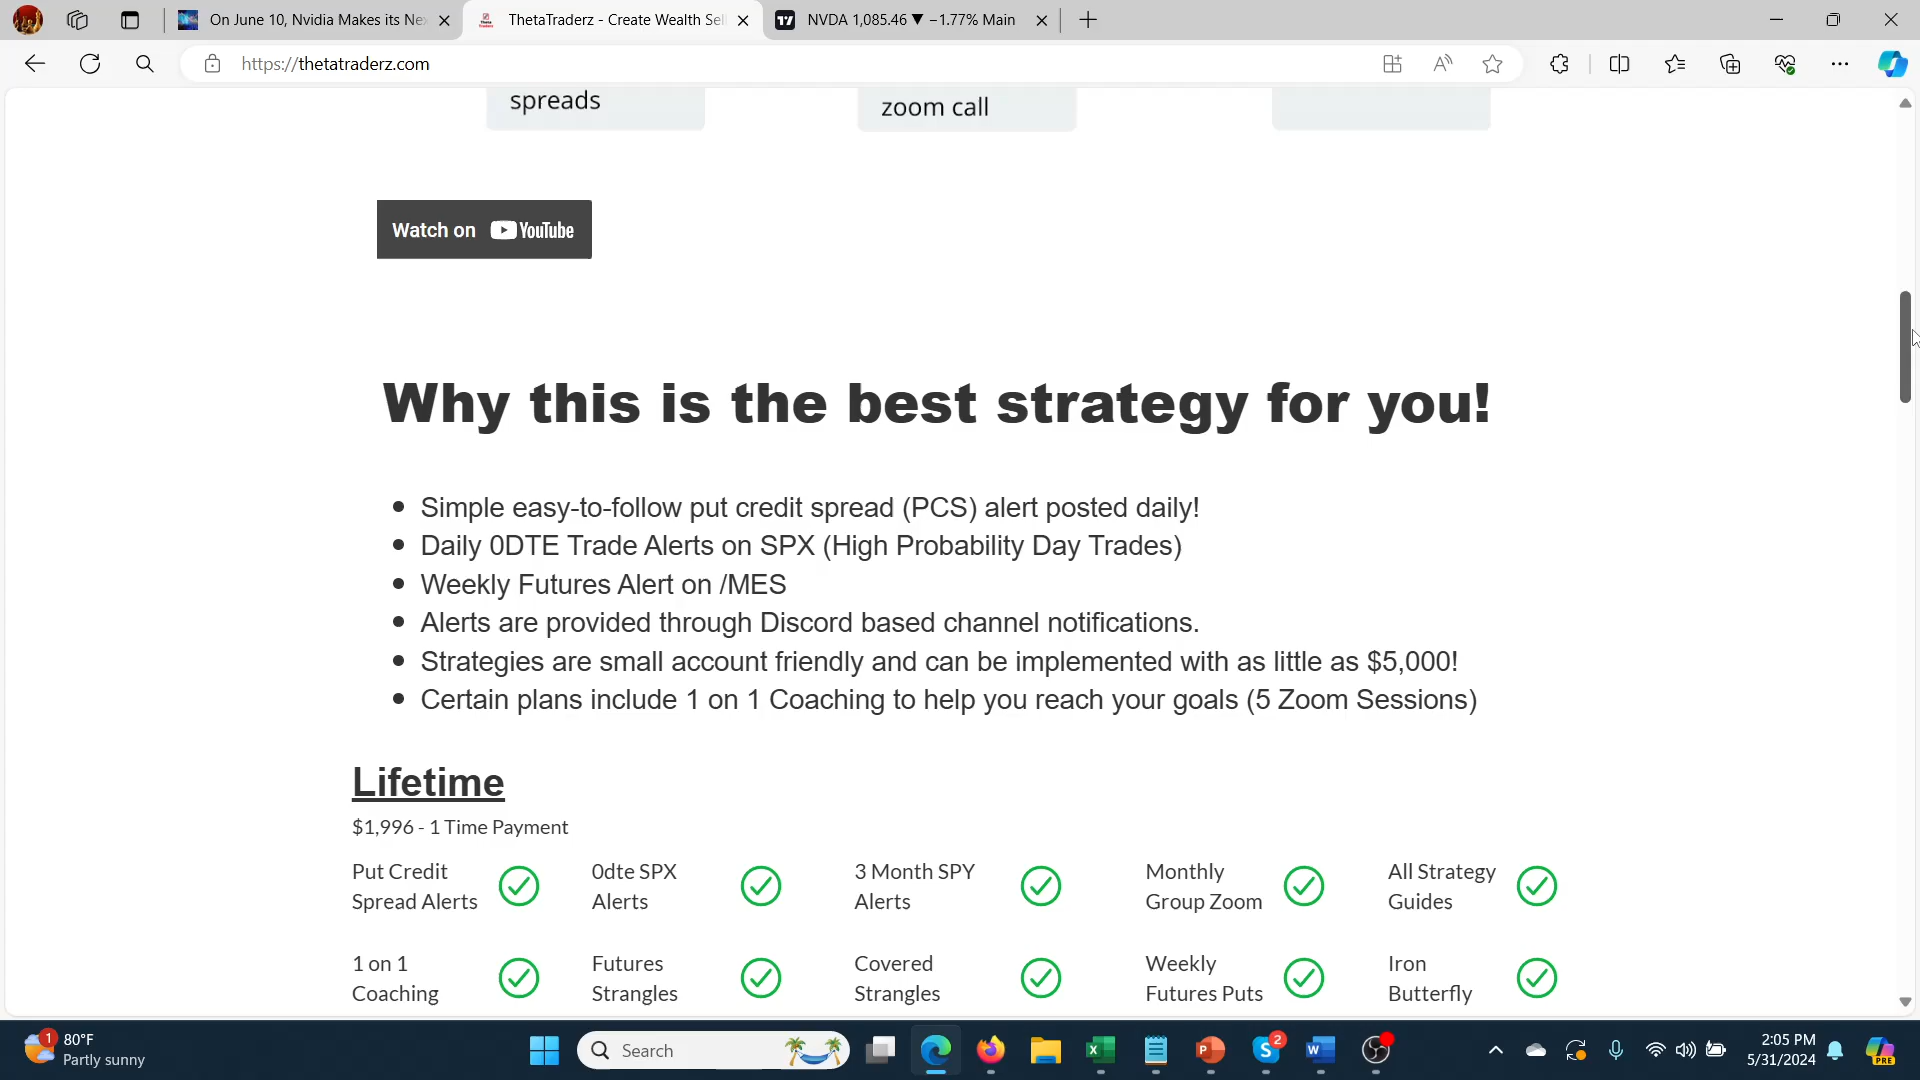 On June 10, Nvidia Makes its Ne
ThetaTraderz - Create Wealth Sel
NVDA 1,085.46 ▼ −1.77% Main
https://thetatraderz.com
spreads
zoom call
Watch on YouTube
Why this is the best strategy for you!
• Simple easy-to-follow put credit spread (PCS) alert posted daily!
• Daily 0DTE Trade Alerts on SPX (High Probability Day Trades)
• Weekly Futures Alert on /MES
• Alerts are provided through Discord based channel notifications.
• Strategies are small account friendly and can be implemented with as little as $5,000!
• Certain plans include 1 on 1 Coaching to help you reach your goals (5 Zoom Sessions)
Lifetime
$1,996 - 1 Time Payment
Put Credit
Spread Alerts
0dte SPX
Alerts
3 Month SPY
Alerts
Monthly
Group Zoom
All Strategy
Guides
1 on 1
Coaching
Futures
Strangles
Covered
Strangles
Weekly
Futures Puts
Iron
Butterfly
1
80°F
Partly sunny
Search
2
2:05 PM
5/31/2024
PRE